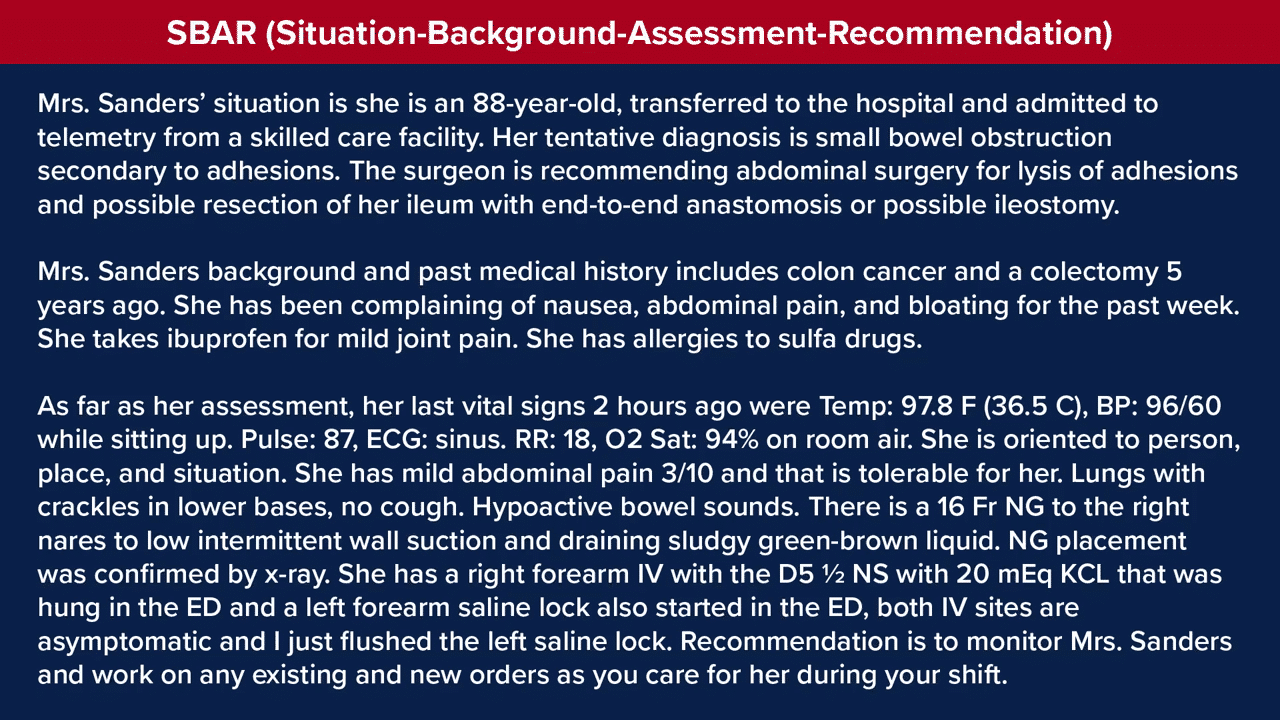 SBAR (Situation-Background-Assessment-Recommendation)
Mrs. Sanders’ situation is she is an 88-year-old, transferred to the hospital and admitted to
telemetry from a skilled care facility. Her tentative diagnosis is small bowel obstruction
secondary to adhesions. The surgeon is recommending abdominal surgery for lysis of adhesions
and possible resection of her ileum with end-to-end anastomosis or possible ileostomy.
Mrs. Sanders background and past medical history includes colon cancer and a colectomy 5
years ago. She has been complaining of nausea, abdominal pain, and bloating for the past week.
She takes ibuprofen for mild joint pain. She has allergies to sulfa drugs.
As far as her assessment, her last vital signs 2 hours ago were Temp: 97.8 F (36.5 C), BP: 96/60
while sitting up. Pulse: 87, ECG: sinus. RR: 18, O2 Sat: 94% on room air. She is oriented to person,
place, and situation. She has mild abdominal pain 3/10 and that is tolerable for her. Lungs with
crackles in lower bases, no cough. Hypoactive bowel sounds. There is a 16 Fr NG to the right
nares to low intermittent wall suction and draining sludgy green-brown liquid. NG placement
was confirmed by x-ray. She has a right forearm IV with the D5 ½ NS with 20 mEq KCL that was
hung in the ED and a left forearm saline lock also started in the ED, both IV sites are
asymptomatic and I just flushed the left saline lock. Recommendation is to monitor Mrs. Sanders
and work on any existing and new orders as you care for her during your shift.